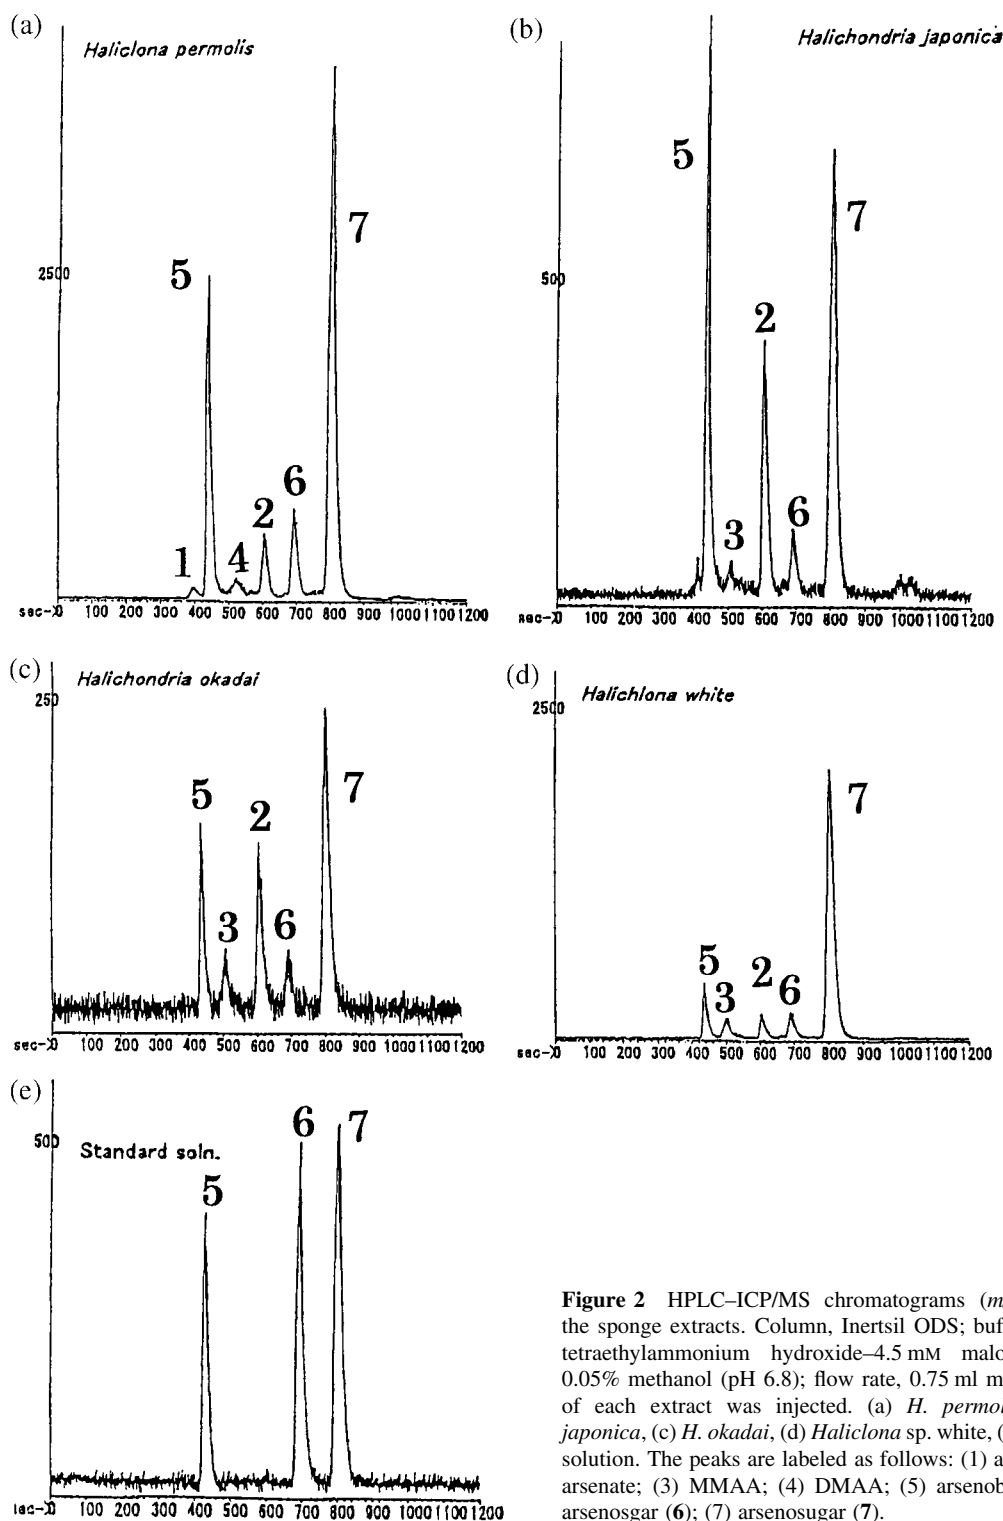 (a)
Haliclona permolis
2500
5
7
1
4
2
6
sec->0 100 200 300 400 500 600 700 800 900 1000 1100 1200
(b)
Halichondria japonica
500
5
3
2
6
7
sec->0 100 200 300 400 500 600 700 800 900 1000 1100 1200
(c)
Halichondria okadai
250
5
3
2
6
7
sec->0 100 200 300 400 500 600 700 800 900 1000 1100 1200
(d)
Halichlona white
2500
5
3
2
6
7
sec->0 100 200 300 400 500 600 700 800 900 1000 1100 1200
(e)
Standard soln.
500
5
6
7
100 200 300 400 500 600 700 800 900 1000 1100 1200
Figure 2 HPLC–ICP/MS chromatograms (m
the sponge extracts. Column, Inertsil ODS; buf
tetraethylammonium hydroxide–4.5 mM malo
0.05% methanol (pH 6.8); flow rate, 0.75 ml m
of each extract was injected. (a) H. permol
japonica, (c) H. okadai, (d) Haliclona sp. white, (
solution. The peaks are labeled as follows: (1) a
arsenate; (3) MMAA; (4) DMAA; (5) arsenob
arsenosgar (6); (7) arsenosugar (7).